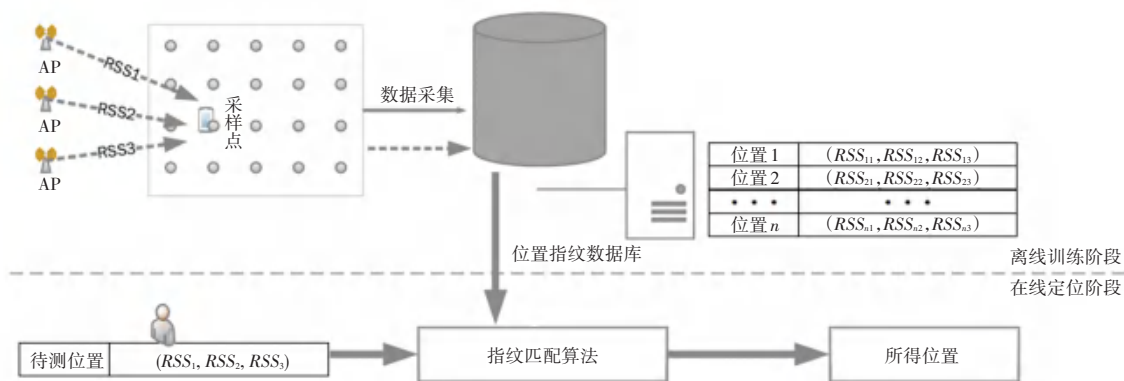 AP
RSS1
AP
RSS2
AP
RSS3
采样点
数据采集
位置1 (RSS₁₁,RSS₁₂,RSS₁₃)
位置2 (RSS₂₁,RSS₂₂,RSS₂₃)
• • • • • •
位置n (RSSₙ₁,RSSₙ₂,RSSₙ₃)
位置指纹数据库
离线训练阶段
在线定位阶段
待测位置 (RSS₁, RSS₂, RSS₃)
指纹匹配算法
所得位置